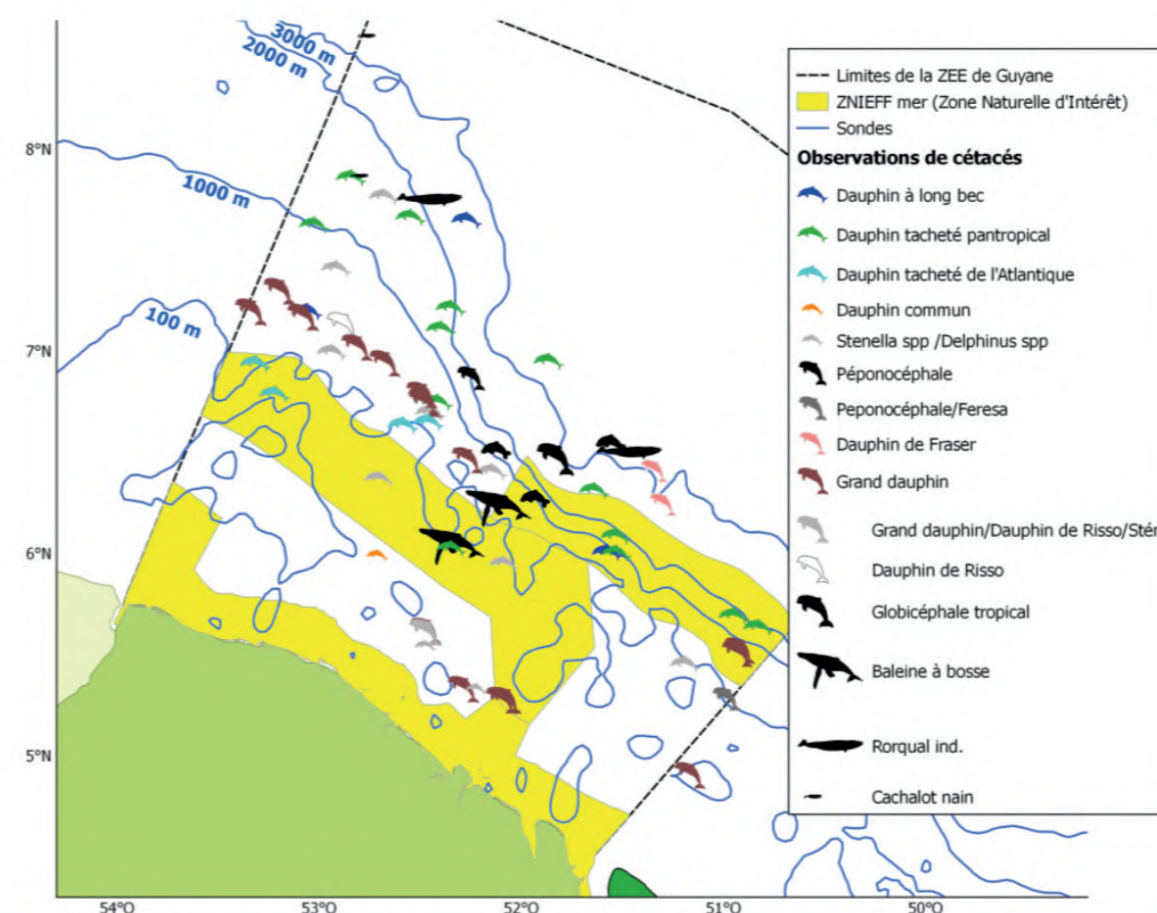 3000 m
2000 m
8°N
1000 m
7°N
100 m
6°N
5°N
54°O
53°O
52°O
51°O
50°O
Limites de la ZEE de Guyane
ZNIEFF mer (Zone Naturelle d'Intérêt)
Sondes
Observations de cétacés
Dauphin à long bec
Dauphin tacheté pantropical
Dauphin tacheté de l'Atlantique
Dauphin commun
Stenella spp /Delphinus spp
Péponocéphale
Peponocéphale/Feresa
Dauphin de Fraser
Grand dauphin
Grand dauphin/Dauphin de Risso/Stén
Dauphin de Risso
Globicéphale tropical
Baleine à bosse
Rorqual ind.
Cachalot nain